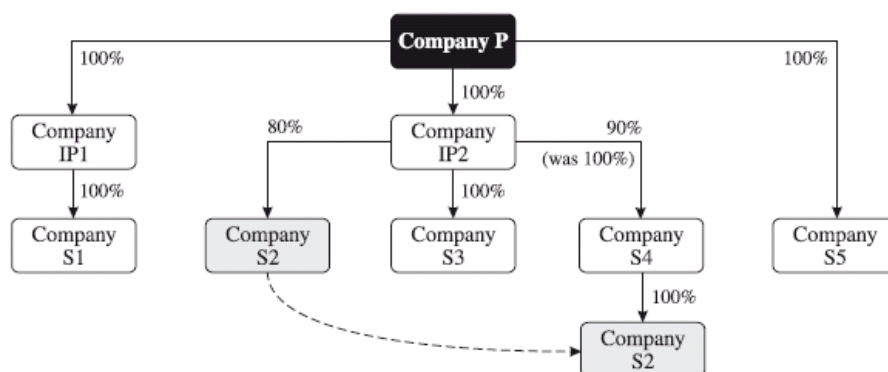 Company P
100%
100%
100%
Company
IP1
80%
Company
IP2
90%
(was 100%)
100%
100%
Company
S1
Company
S2
Company
S3
Company
S4
Company
S5
100%
Company
S2